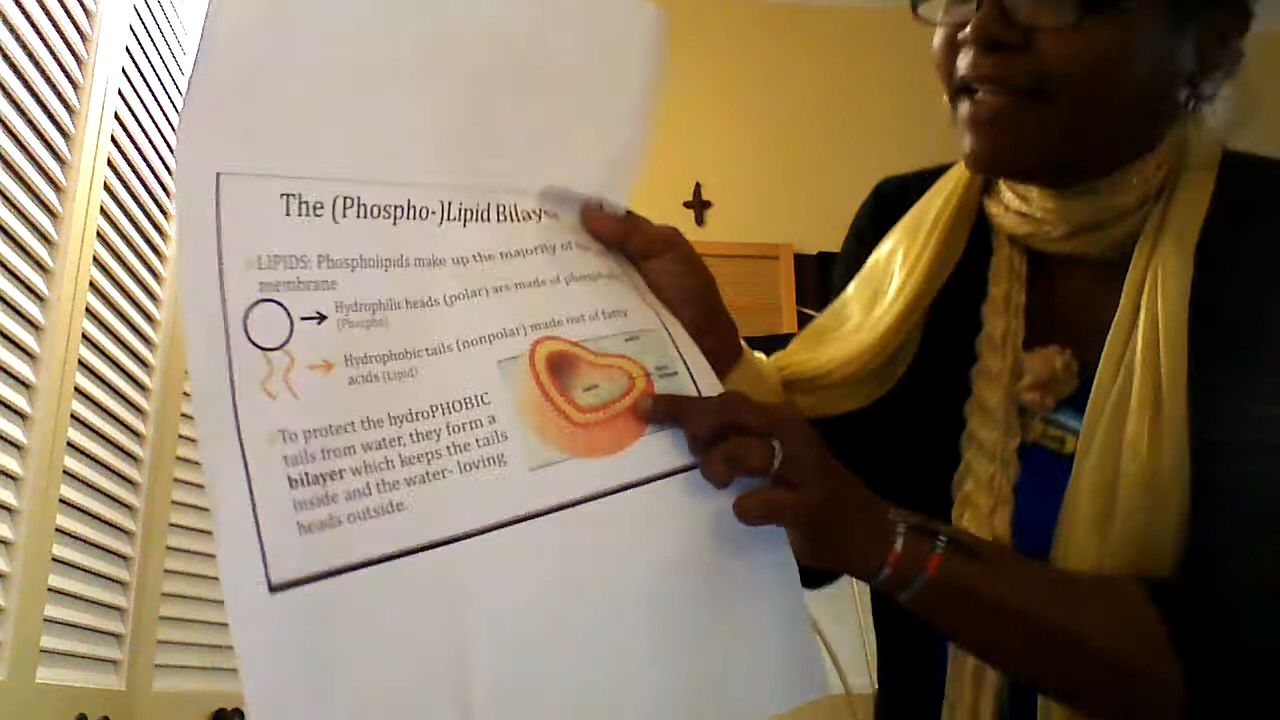 The (Phospho-)Lipid Bilay
LIPIDS: Phospholipids make up the majority of
membrane
Hydrophilic heads (polar) are made of
(Phospho)
Hydrophobic tails (nonpolar) made out of fatty
acids (Lipid)
To protect the hydroPHOBIC
tails from water, they form a
bilayer which keeps the tails
inside and the water- loving
heads outside.